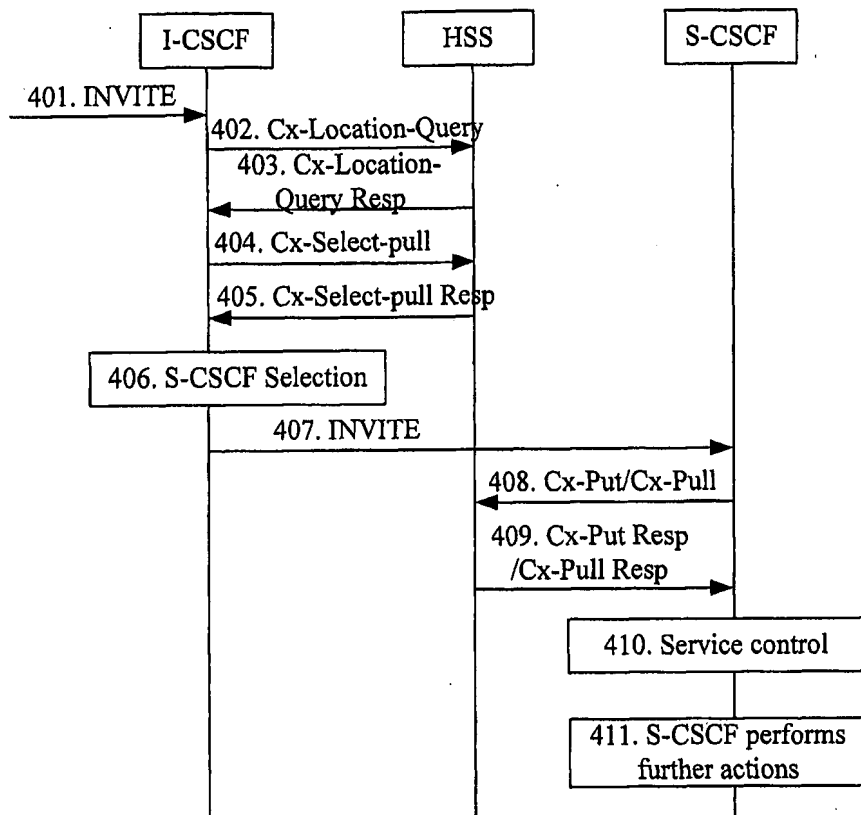 I-CSCF
HSS
S-CSCF
401. INVITE
402. Cx-Location-Query
403. Cx-Location-
Query Resp
404. Cx-Select-pull
405. Cx-Select-pull Resp
406. S-CSCF Selection
407. INVITE
408. Cx-Put/Cx-Pull
409. Cx-Put Resp
/Cx-Pull Resp
410. Service control
411. S-CSCF performs
further actions